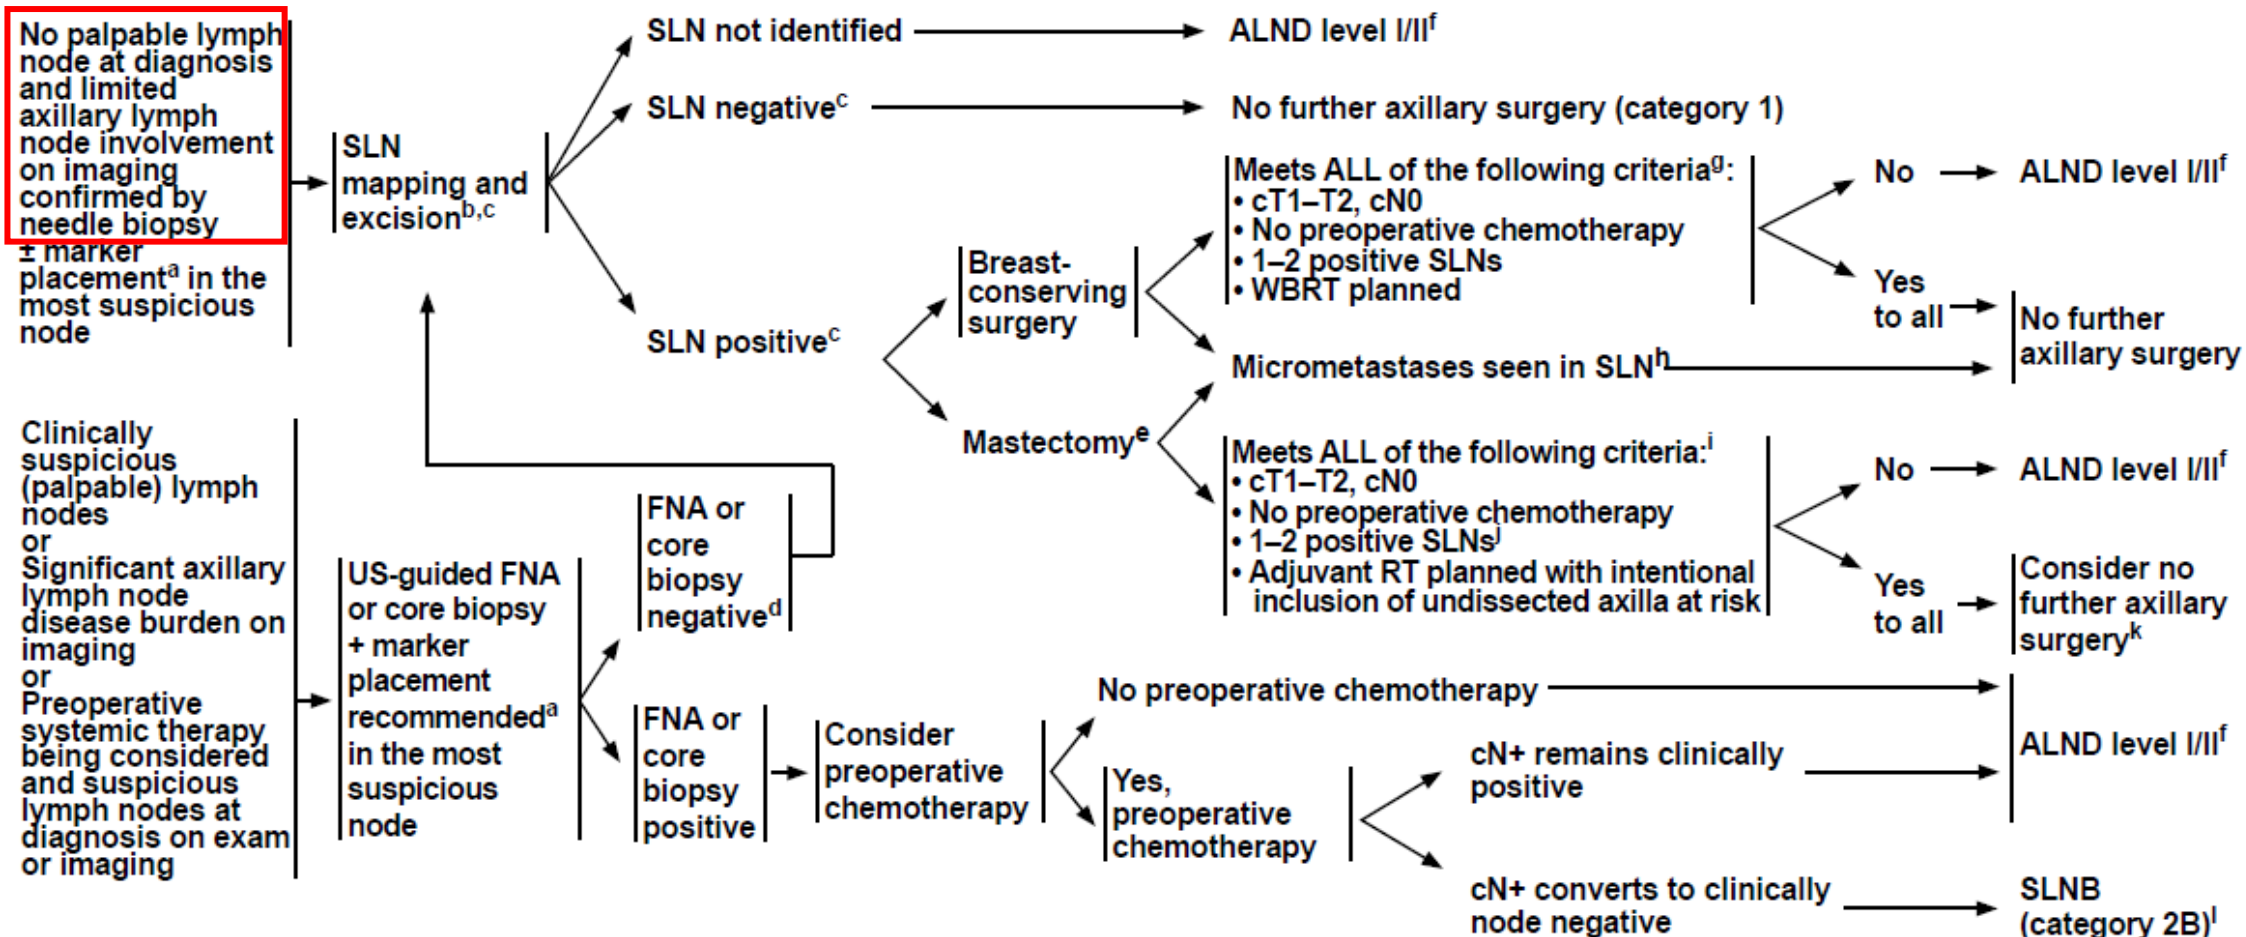 No palpable lymph
node at diagnosis
and limited
axillary lymph
node involvement
on imaging
confirmed by
needle biopsy
± marker
placementᵃ in the
most suspicious
node
SLN
mapping and
excisionᵇ,ᶜ
SLN not identified
ALND level I/IIᶠ
SLN negativeᶜ
No further axillary surgery (category 1)
SLN positiveᶜ
Breast-
conserving
surgery
Meets ALL of the following criteriaᵍ:
• cT1–T2, cN0
• No preoperative chemotherapy
• 1–2 positive SLNs
• WBRT planned
No
ALND level I/IIᶠ
Yes
to all
No further
axillary surgery
Micrometastases seen in SLNʰ
Mastectomyᵉ
Meets ALL of the following criteria:ⁱ
• cT1–T2, cN0
• No preoperative chemotherapy
• 1–2 positive SLNsʲ
• Adjuvant RT planned with intentional
inclusion of undissected axilla at risk
No
ALND level I/IIᶠ
Yes
to all
Consider no
further axillary
surgeryᵏ
Clinically
suspicious
(palpable) lymph
nodes
or
Significant axillary
lymph node
disease burden on
imaging
or
Preoperative
systemic therapy
being considered
and suspicious
lymph nodes at
diagnosis on exam
or imaging
US-guided FNA
or core biopsy
+ marker
placement
recommendedᵃ
in the most
suspicious
node
FNA or
core
biopsy
negativeᵈ
FNA or
core
biopsy
positive
Consider
preoperative
chemotherapy
No preoperative chemotherapy
Yes,
preoperative
chemotherapy
cN+ remains clinically
positive
ALND level I/IIᶠ
cN+ converts to clinically
node negative
SLNB
(category 2B)ˡ